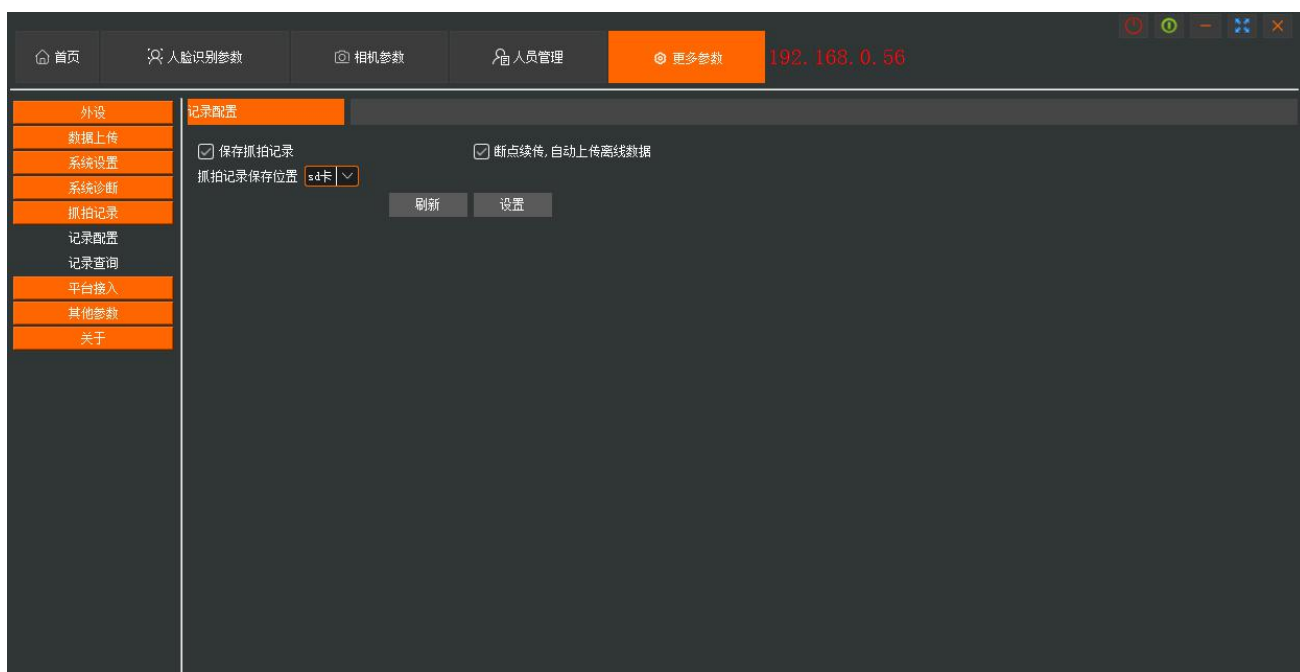 首页 人脸识别参数 相机参数 人员管理 更多参数 192.168.0.56
外设
数据上传
系统设置
系统诊断
抓拍记录
记录配置
记录查询
平台接入
其他参数
关于
记录配置
保存抓拍记录 断点续传,自动上传离线数据
抓拍记录保存位置 sd卡
刷新 设置